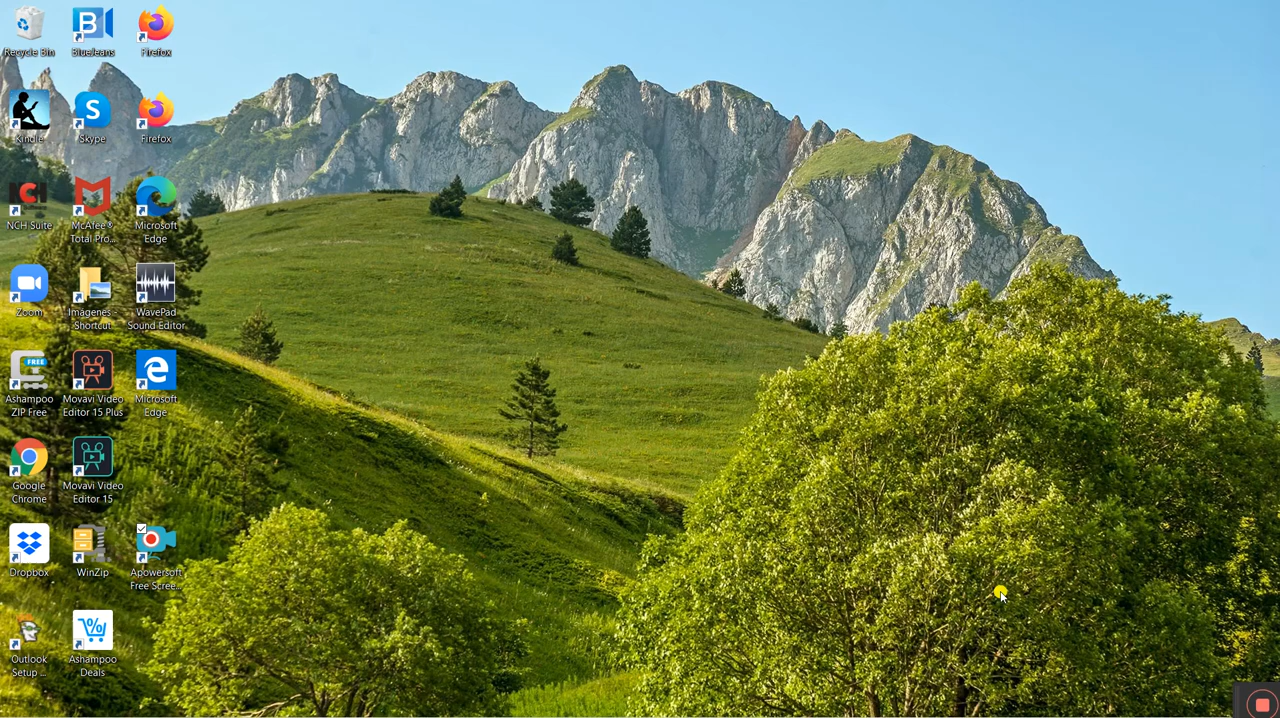 Recycle Bin
BlueJeans
Firefox
Kindle
Skype
Firefox
NCH Suite
McAfee®
Total Pro...
Microsoft
Edge
Zoom
Imagenes -
Shortcut
WavePad
Sound Editor
FREE
Ashampoo
ZIP Free
Movavi Video
Editor 15 Plus
Microsoft
Edge
Google
Chrome
Movavi Video
Editor 15
Dropbox
WinZip
Apowersoft
Free Scree...
Outlook
Setup ...
Ashampoo
Deals